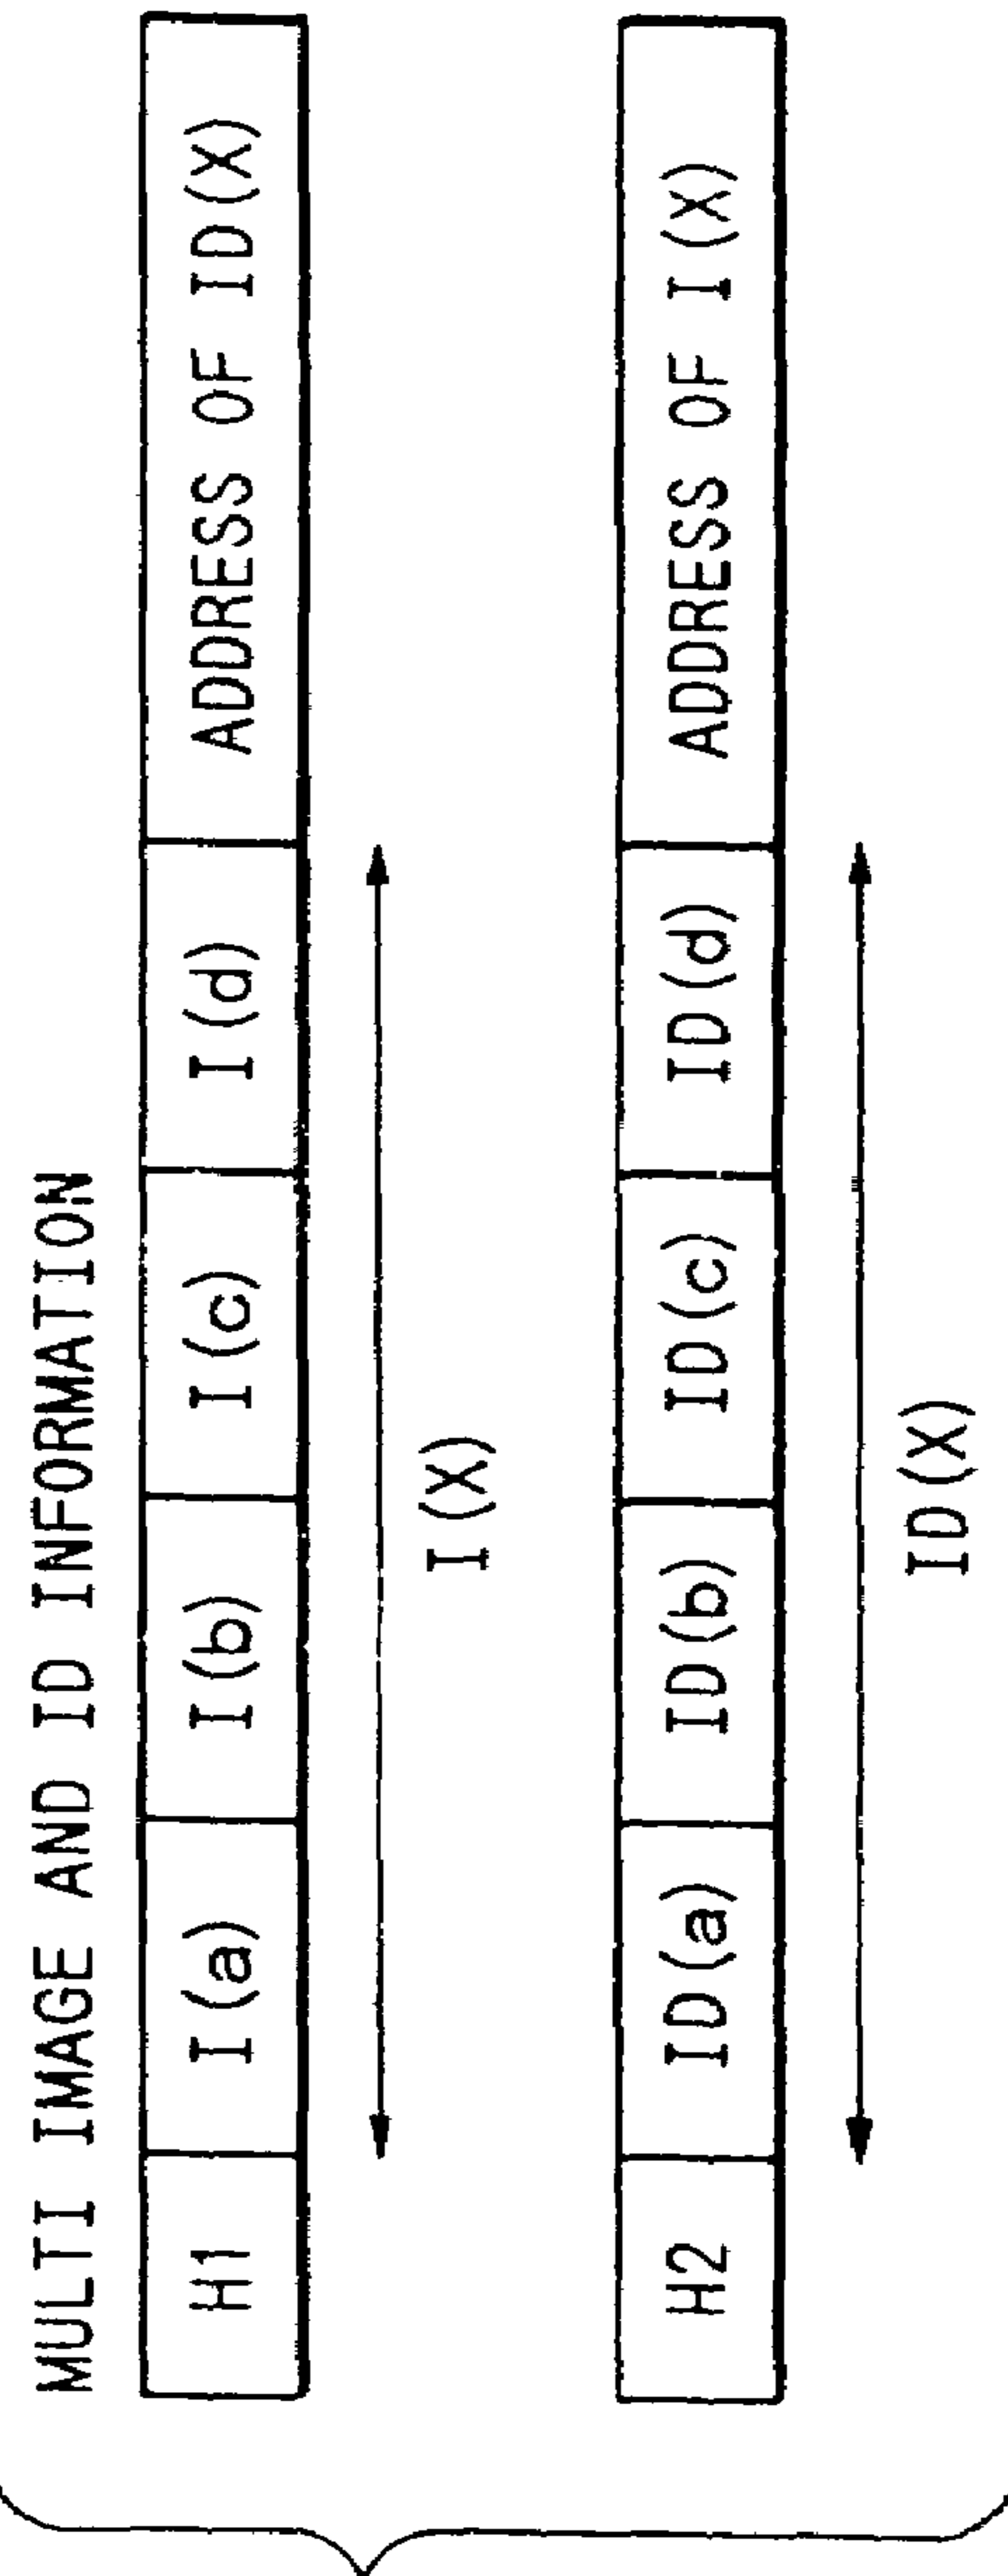 MULTI IMAGE AND ID INFORMATION
H1 I(a) I(b) I(c) I(d) ADDRESS OF ID(X)
I(X)
H2 ID(a) ID(b) ID(c) ID(d) ADDRESS OF I(X)
ID(X)